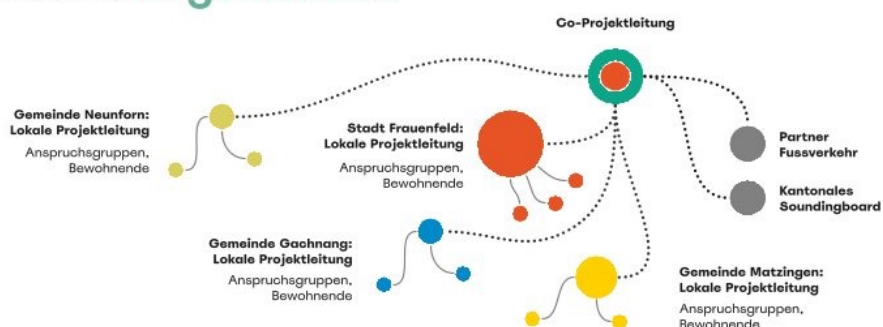 Co-Projektleitung
Gemeinde Neunforn:
Lokale Projektleitung
Anspruchsgruppen,
Bewohnende
Stadt Frauenfeld:
Lokale Projektleitung
Anspruchsgruppen,
Bewohnende
Partner
Fussverkehr
Kantonales
Soundingboard
Gemeinde Gachnang:
Lokale Projektleitung
Anspruchsgruppen,
Bewohnende
Gemeinde Matzingen:
Lokale Projektleitung
Anspruchsgruppen,
Bewohnende